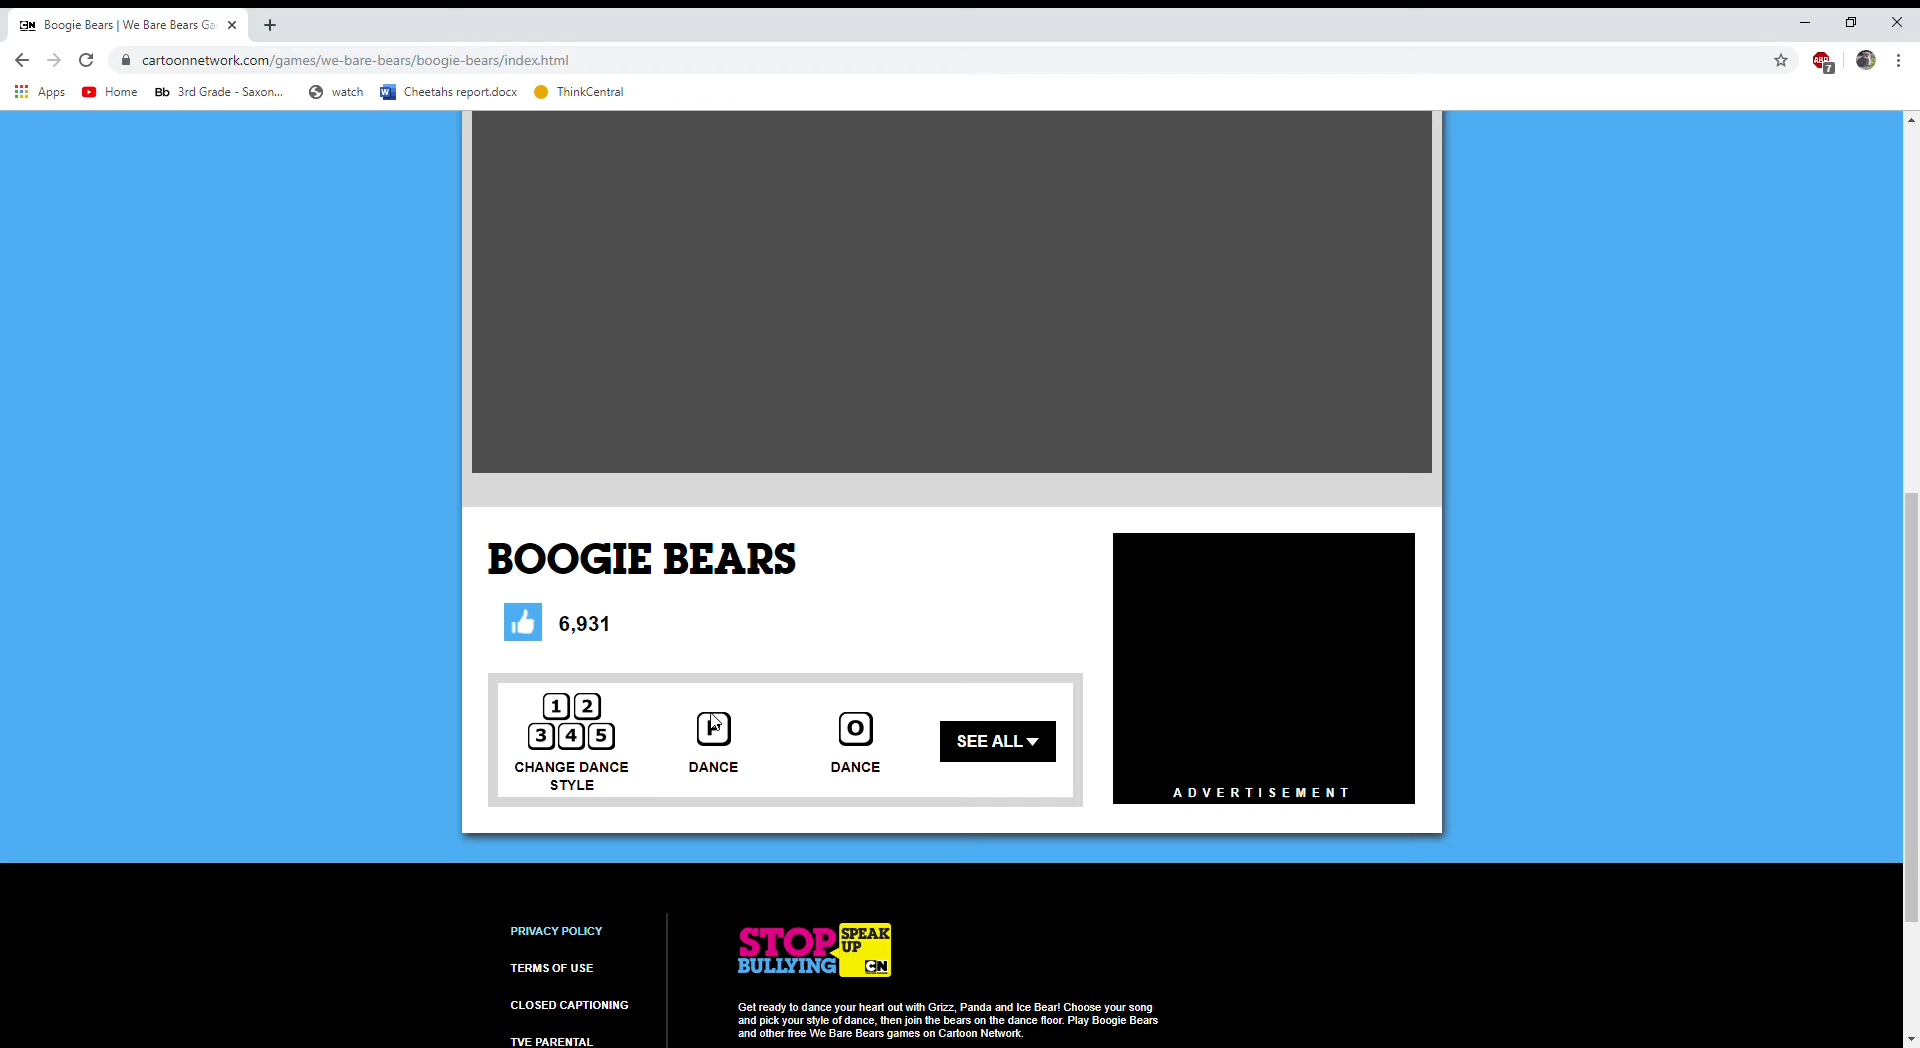 CN Boogie Bears | We Bare Bears Ga
cartoonnetwork.com/games/we-bare-bears/boogie-bears/index.html
ABP 7
Apps Home Bb 3rd Grade - Saxon... watch W Cheetahs report.docx ThinkCentral
BOOGIE BEARS
6,931
1 2
3 4 5 O
SEE ALL
CHANGE DANCE STYLE
DANCE
DANCE
ADVERTISEMENT
PRIVACY POLICY
TERMS OF USE
CLOSED CAPTIONING
TVE PARENTAL
STOP SPEAK
UP
BULLYING CN
Get ready to dance your heart out with Grizz, Panda and Ice Bear! Choose your song
and pick your style of dance, then join the bears on the dance floor. Play Boogie Bears
and other free We Bare Bears games on Cartoon Network.